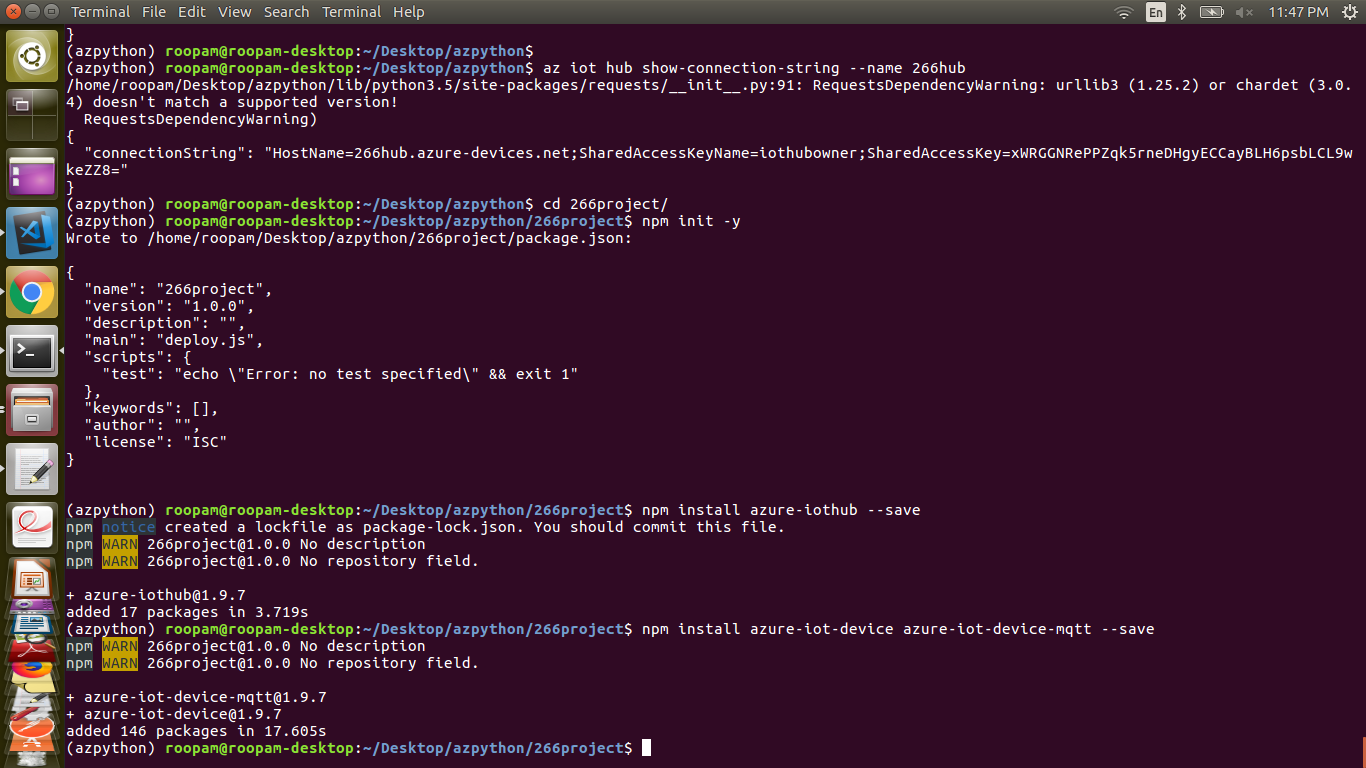 Terminal File Edit View Search Terminal Help En 11:47 PM
}
(azpython) roopam@roopam-desktop:~/Desktop/azpython$
(azpython) roopam@roopam-desktop:~/Desktop/azpython$ az iot hub show-connection-string --name 266hub
/home/roopam/Desktop/azpython/lib/python3.5/site-packages/requests/__init__.py:91: RequestsDependencyWarning: urllib3 (1.25.2) or chardet (3.0.
4) doesn't match a supported version!
  RequestsDependencyWarning)
{
  "connectionString": "HostName=266hub.azure-devices.net;SharedAccessKeyName=iothubowner;SharedAccessKey=xWRGGNRePPZqk5rneDHgyECCayBLH6psbLCL9w
keZZ8="
}
(azpython) roopam@roopam-desktop:~/Desktop/azpython$ cd 266project/
(azpython) roopam@roopam-desktop:~/Desktop/azpython/266project$ npm init -y
Wrote to /home/roopam/Desktop/azpython/266project/package.json:

{
  "name": "266project",
  "version": "1.0.0",
  "description": "",
  "main": "deploy.js",
  "scripts": {
    "test": "echo \"Error: no test specified\" && exit 1"
  },
  "keywords": [],
  "author": "",
  "license": "ISC"
}

(azpython) roopam@roopam-desktop:~/Desktop/azpython/266project$ npm install azure-iothub --save
npm notice created a lockfile as package-lock.json. You should commit this file.
npm WARN 266project@1.0.0 No description
npm WARN 266project@1.0.0 No repository field.

+ azure-iothub@1.9.7
added 17 packages in 3.719s
(azpython) roopam@roopam-desktop:~/Desktop/azpython/266project$ npm install azure-iot-device azure-iot-device-mqtt --save
npm WARN 266project@1.0.0 No description
npm WARN 266project@1.0.0 No repository field.

+ azure-iot-device-mqtt@1.9.7
+ azure-iot-device@1.9.7
added 146 packages in 17.605s
(azpython) roopam@roopam-desktop:~/Desktop/azpython/266project$